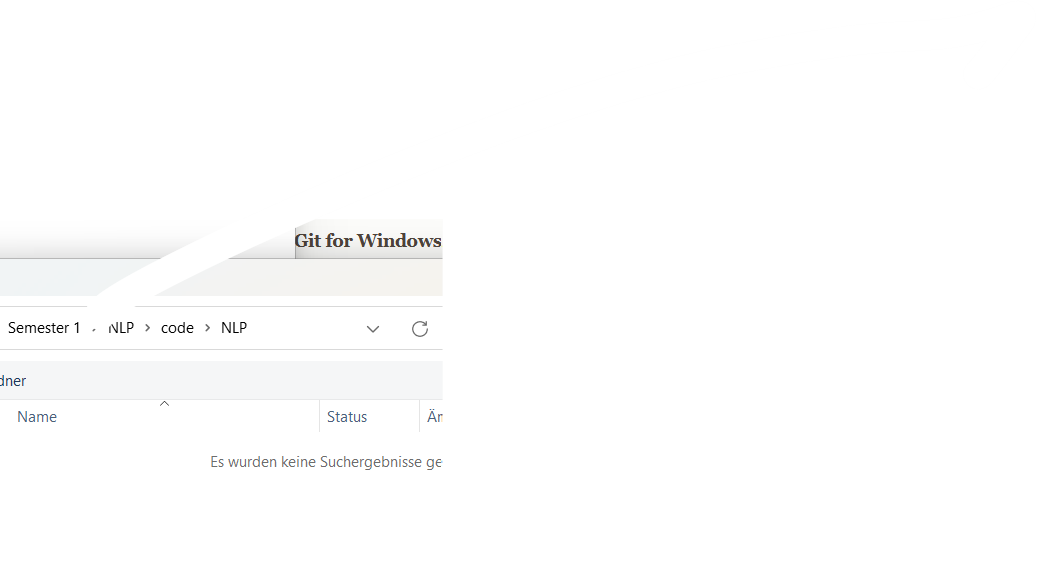 Git for Windows
Semester 1 NLP > code > NLP
dner
Name Status Än
Es wurden keine Suchergebnisse ge